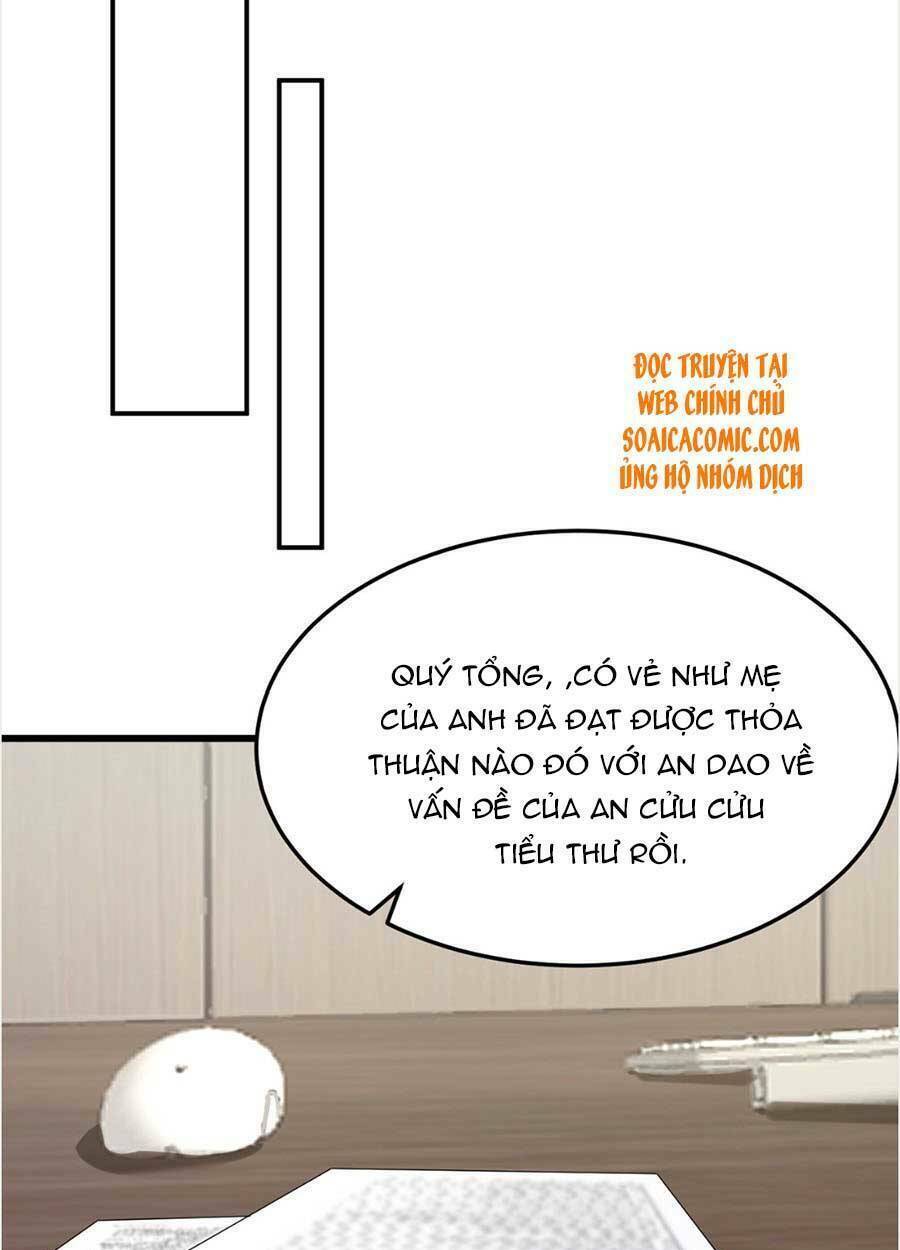 ĐỌC TRUYỆN TẠI
WEB CHÍNH CHỦ
SOAICACOMIC.COM
ỦNG HỘ NHÓM DỊCH
QUÝ TỔNG, ,CÓ VẺ NHƯ MẸ
CỦA ANH ĐÃ ĐẠT ĐƯỢC THỎA
THUẬN NÀO ĐÓ VỚI AN DAO VỀ
VẤN ĐỀ CỦA AN CỬU CỬU
TIỂU THƯ RỒI.